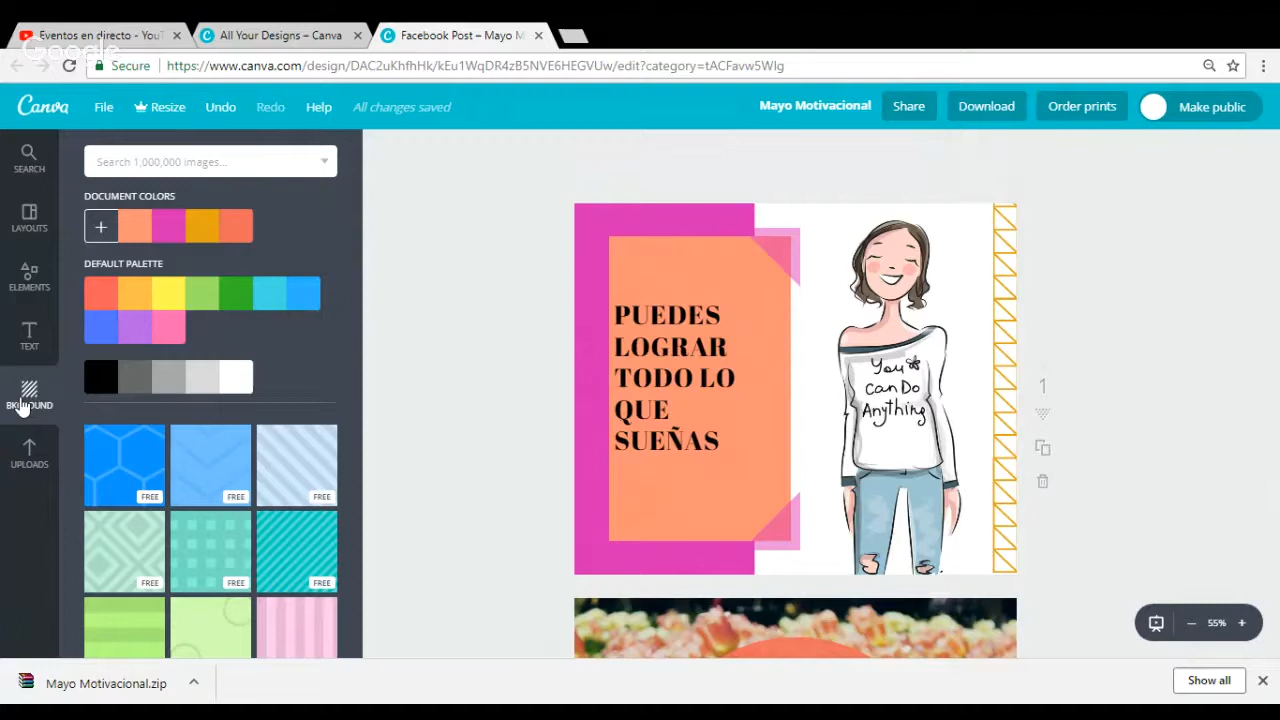 Eventos en directo - YouT
All Your Designs – Canva
Facebook Post – Mayo M
Google
Secure
https://www.canva.com/design/DAC2uKhfhHk/kEu1WqDR4zB5NVE6HEGVUw/edit?category=tACFavw5WIg
Canva
File
Resize
Undo
Redo
Help
All changes saved
Mayo Motivacional
Share
Download
Order prints
Make public
SEARCH
LAYOUTS
ELEMENTS
TEXT
BKGROUND
UPLOADS
Search 1,000,000 images...
DOCUMENT COLORS
DEFAULT PALETTE
FREE
FREE
FREE
FREE
FREE
FREE
PUEDES
LOGRAR
TODO LO
QUE
SUEÑAS
You
Can Do
Anything
1
55%
Mayo Motivacional.zip
Show all